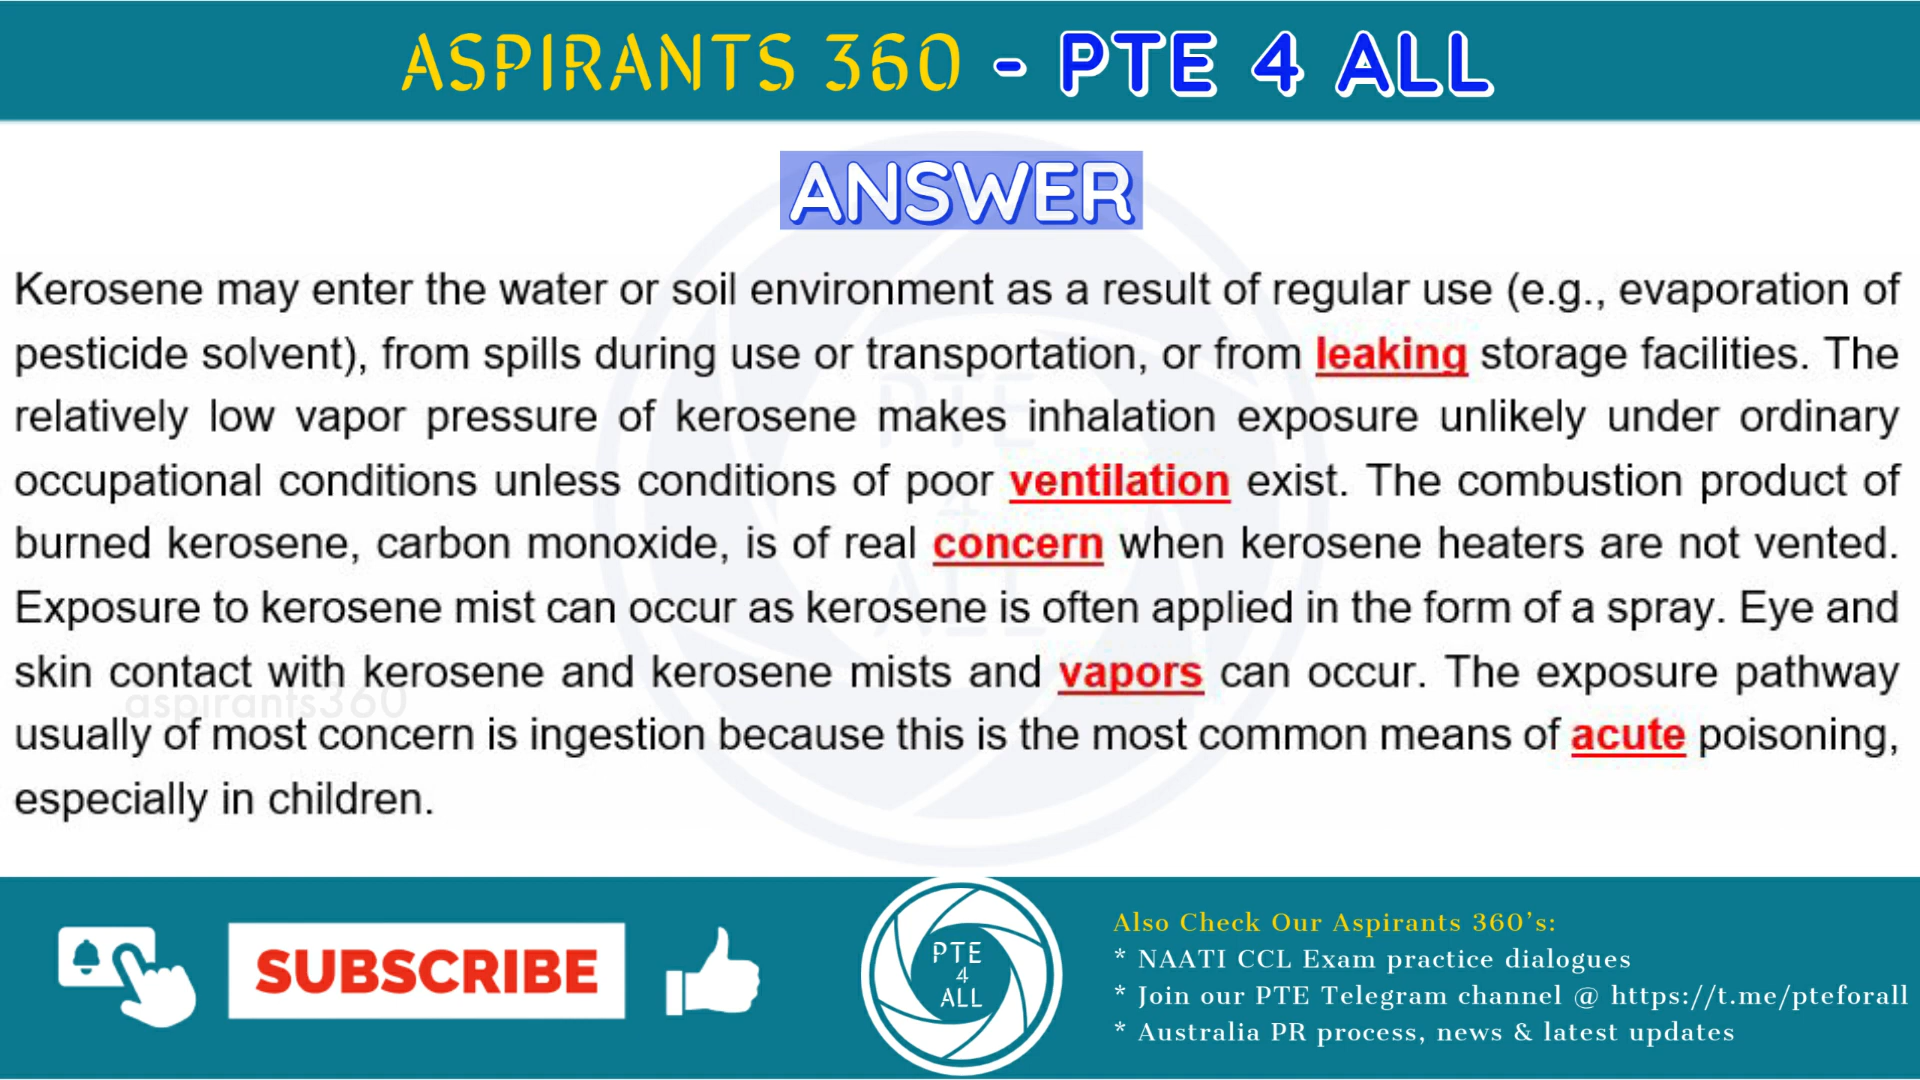 ASPIRANTS 360 - PTE 4 ALL
ANSWER
Kerosene may enter the water or soil environment as a result of regular use (e.g., evaporation of
pesticide solvent), from spills during use or transportation, or from leaking storage facilities. The
relatively low vapor pressure of kerosene makes inhalation exposure unlikely under ordinary
occupational conditions unless conditions of poor ventilation exist. The combustion product of
burned kerosene, carbon monoxide, is of real concern when kerosene heaters are not vented.
Exposure to kerosene mist can occur as kerosene is often applied in the form of a spray. Eye and
skin contact with kerosene and kerosene mists and vapors can occur. The exposure pathway
aspirants360
usually of most concern is ingestion because this is the most common means of acute poisoning,
especially in children.
PTE
4
ALL
SUBSCRIBE
PTE
4
ALL
Also Check Our Aspirants 360's:
* NAATI CCL Exam practice dialogues
* Join our PTE Telegram channel @ https://t.me/pteforall
* Australia PR process, news & latest updates